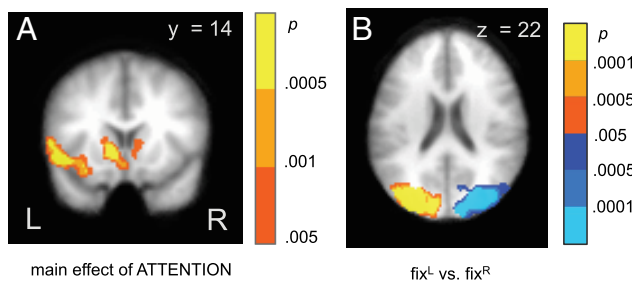 A
y = 14
L
R
p
.0005
.001
.005
main effect of ATTENTION
B
z = 22
p
.0001
.0005
.005
.0005
.0001
fixL vs. fixR